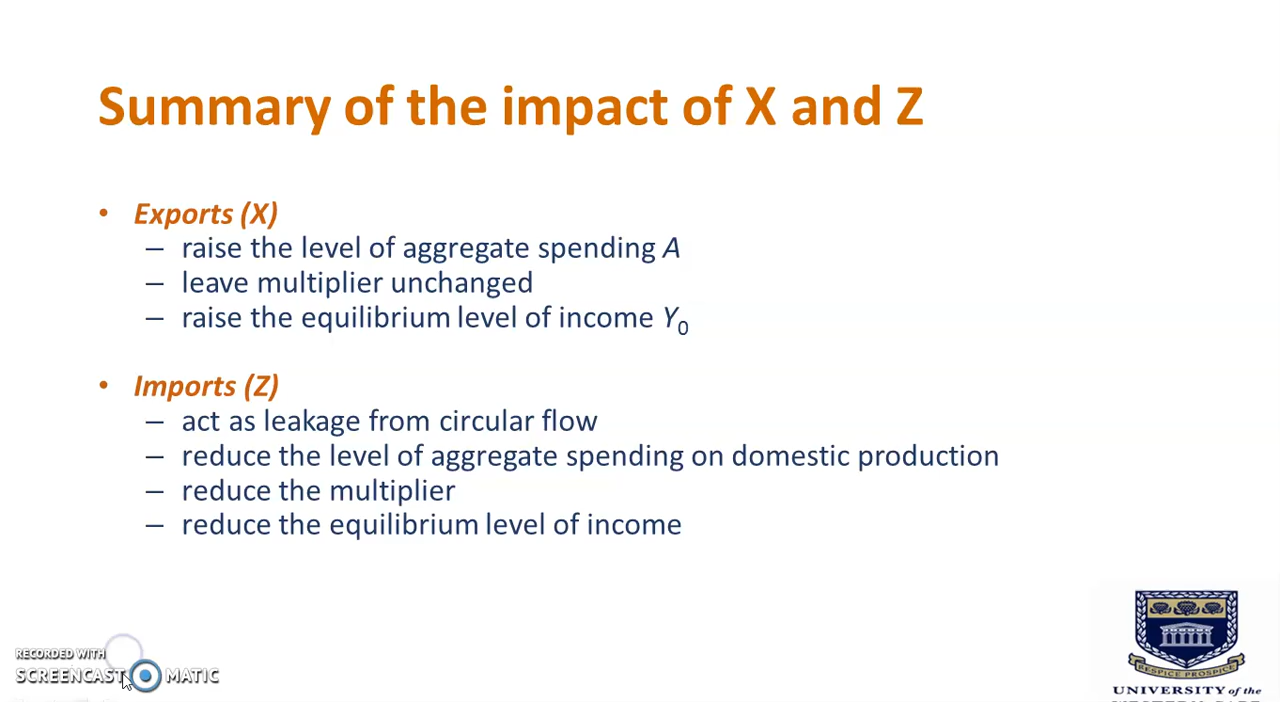 Summary of the impact of X and Z
• Exports (X)
– raise the level of aggregate spending A
– leave multiplier unchanged
– raise the equilibrium level of income Y₀
• Imports (Z)
– act as leakage from circular flow
– reduce the level of aggregate spending on domestic production
– reduce the multiplier
– reduce the equilibrium level of income
RECORDED WITH
SCREENCAST MATIC
RESPICE PROSPICE
UNIVERSITY of the